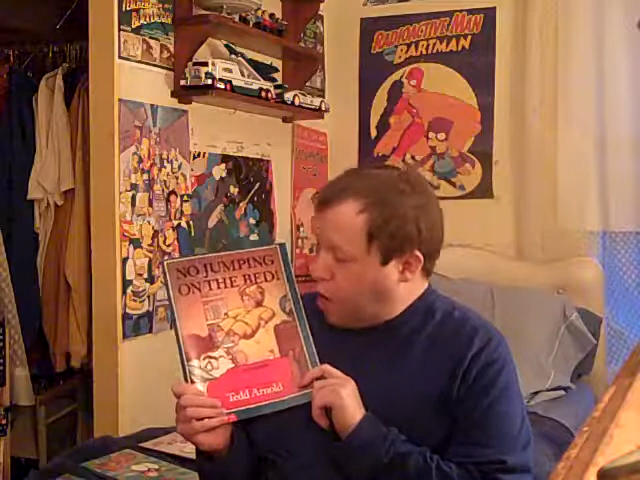 RADIOACTIVE MAN
BARTMAN
NO JUMPING
ON THE BED!
Tedd Arnold